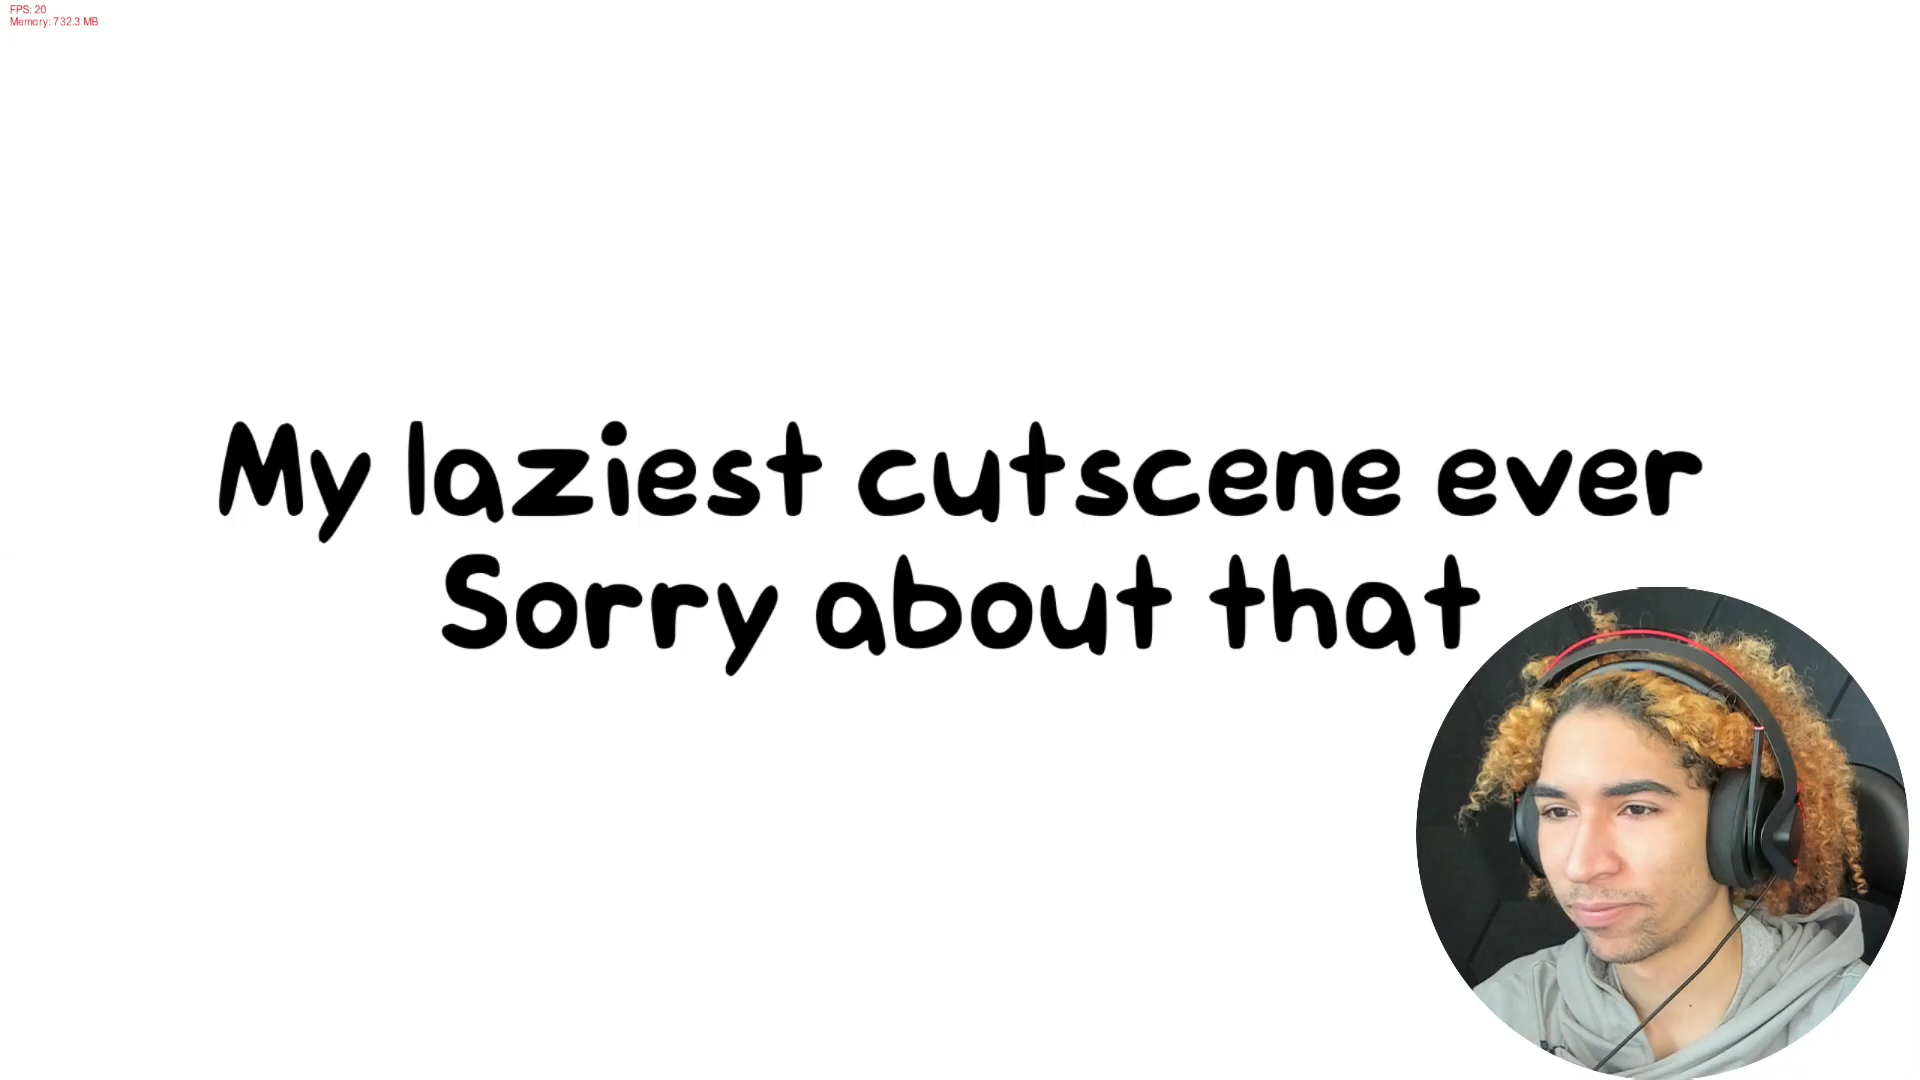 FPS: 20
Memory: 732.3 MB
My laziest cutscene ever
Sorry about that